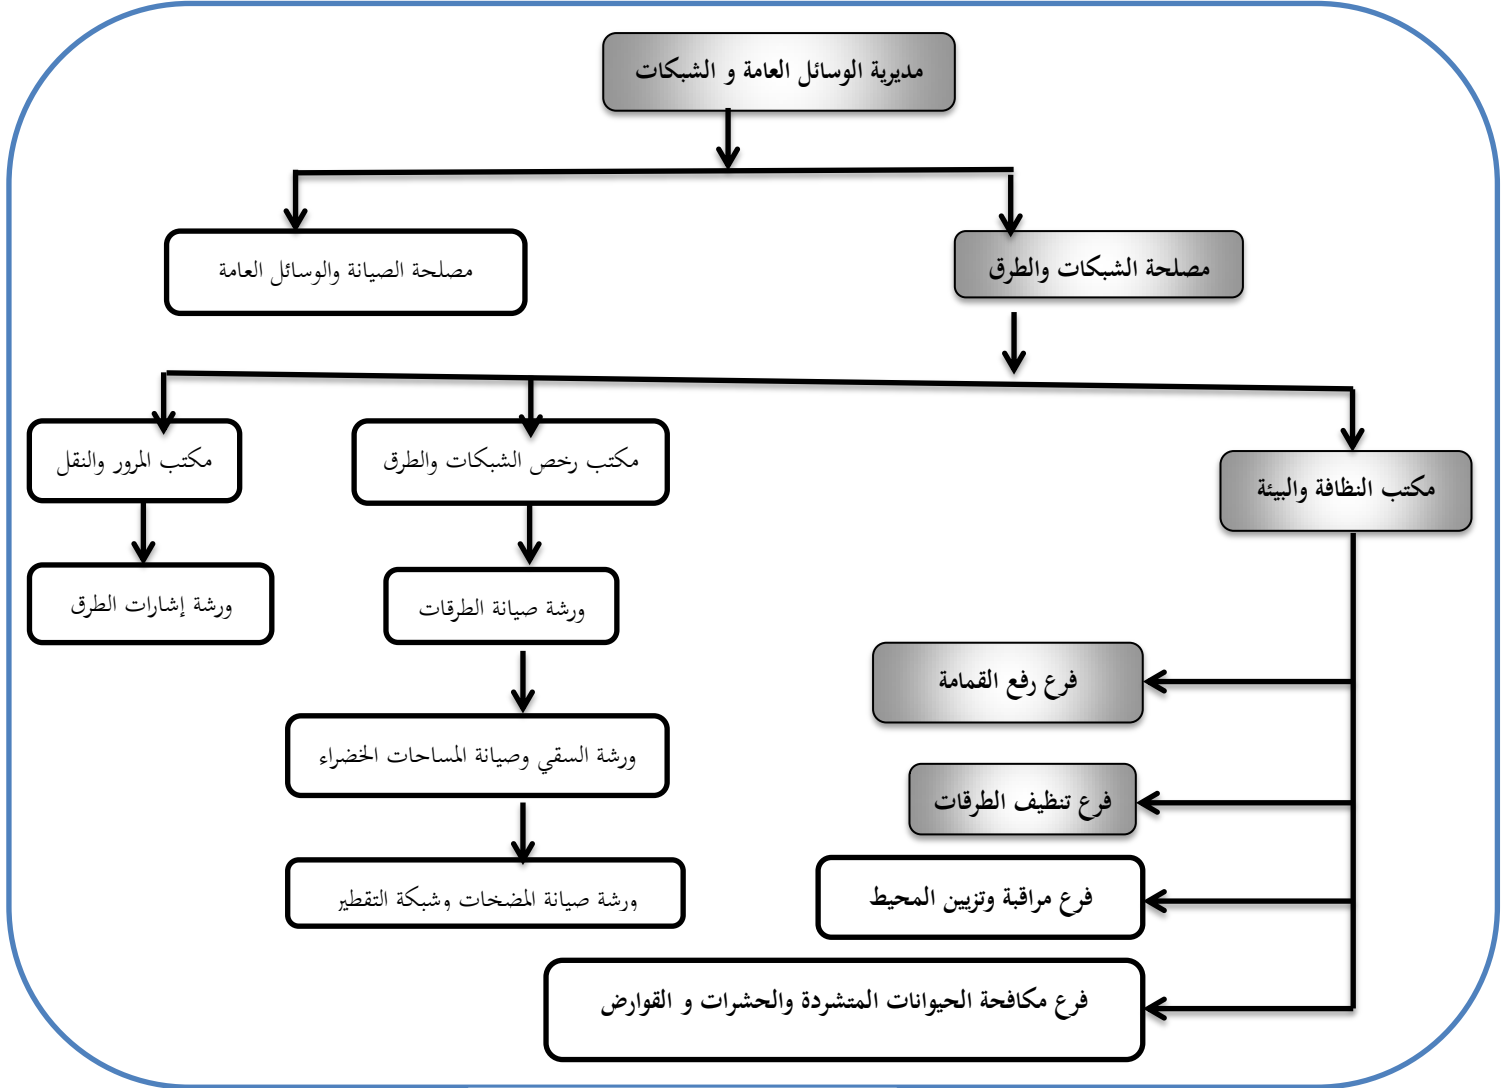 مديرية الوسائل العامة و الشبكات
مصلحة الشبكات والطرق
مصلحة الصيانة والوسائل العامة
مكتب النظافة والبيئة
مكتب رخص الشبكات والطرق
مكتب المرور والنقل
ورشة صيانة الطرقات
ورشة إشارات الطرق
فرع رفع القمامة
ورشة السقي وصيانة المساحات الخضراء
فرع تنظيف الطرقات
فرع مراقبة وتزيين المحيط
ورشة صيانة المضخات وشبكة التقطير
فرع مكافحة الحيوانات المتشردة والحشرات و القوارض